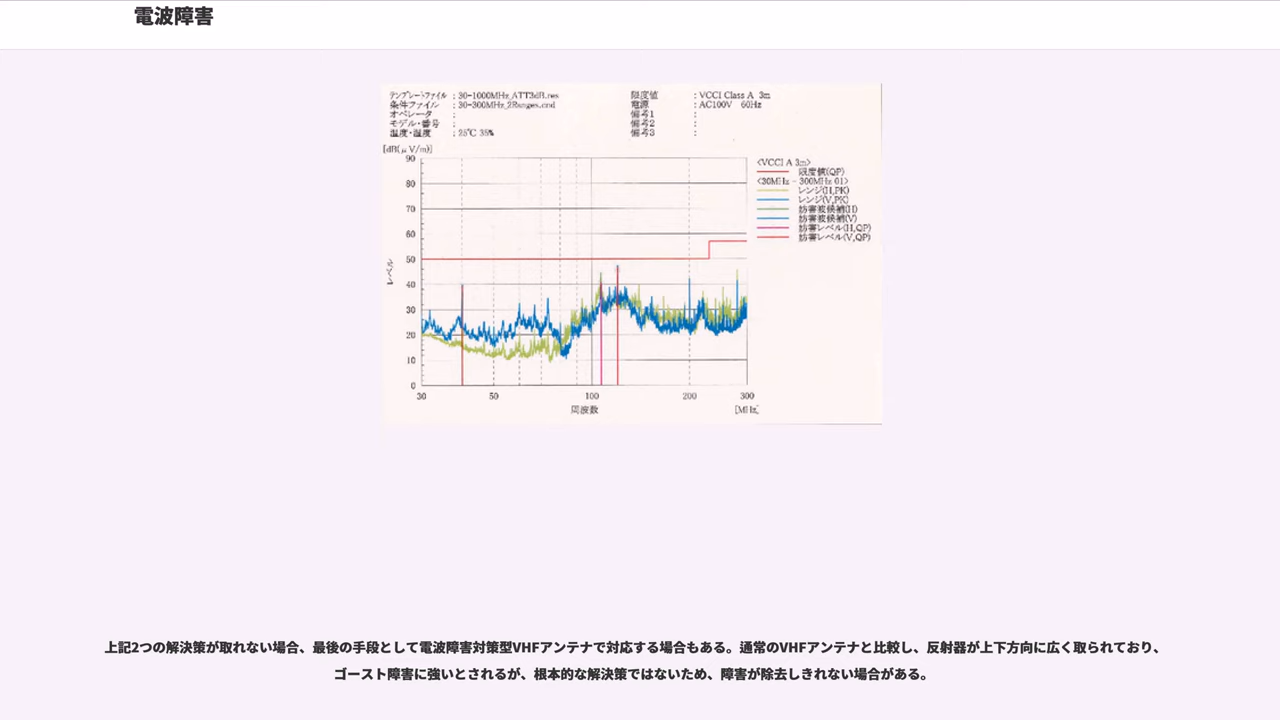 電波障害
テンプレートファイル : 30-1000MHz_ATT3dB.res
条件ファイル : 30-300MHz_2Ranges.cnd
オペレータ :
モデル・番号 :
温度・湿度 : 25℃ 35%
限度値 : VCCI Class A 3m
電源 : AC100V 60Hz
備考1 :
備考2 :
備考3 :
[dB(μV/m)]
90
80
70
60
50
40
30
20
10
0
レベル
30 50 100 200 300
周波数 [MHz]
<VCCI A 3m>
限度値(QP)
<30MHz - 300MHz 01>
レンジ(H,PK)
レンジ(V,PK)
妨害波候補(H)
妨害波候補(V)
妨害レベル(H,QP)
妨害レベル(V,QP)
上記2つの解決策が取れない場合、最後の手段として電波障害対策型VHFアンテナで対応する場合もある。通常のVHFアンテナと比較し、反射器が上下方向に広く取られており、
ゴースト障害に強いとされるが、根本的な解決策ではないため、障害が除去しきれない場合がある。